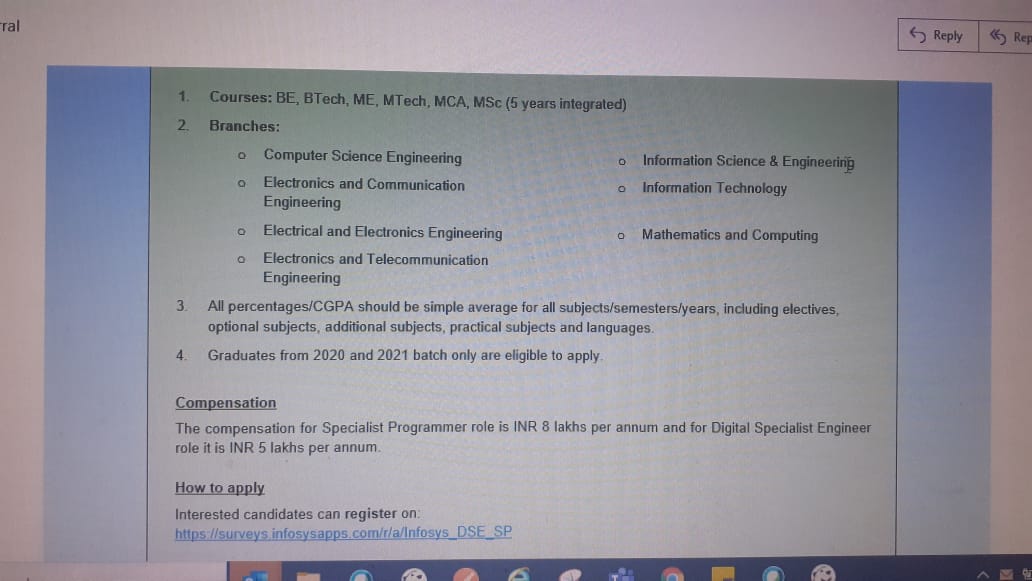 rral
Reply
Rep
1. Courses: BE, BTech, ME, MTech, MCA, MSc (5 years integrated)
2. Branches:
o Computer Science Engineering
o Information Science & Engineering
o Electronics and Communication
Engineering
o Information Technology
o Electrical and Electronics Engineering
o Mathematics and Computing
o Electronics and Telecommunication
Engineering
3. All percentages/CGPA should be simple average for all subjects/semesters/years, including electives,
optional subjects, additional subjects, practical subjects and languages.
4. Graduates from 2020 and 2021 batch only are eligible to apply.
Compensation
The compensation for Specialist Programmer role is INR 8 lakhs per annum and for Digital Specialist Engineer
role it is INR 5 lakhs per annum.
How to apply
Interested candidates can register on:
https://surveys.infosysapps.com/r/a/Infosys_DSE_SP